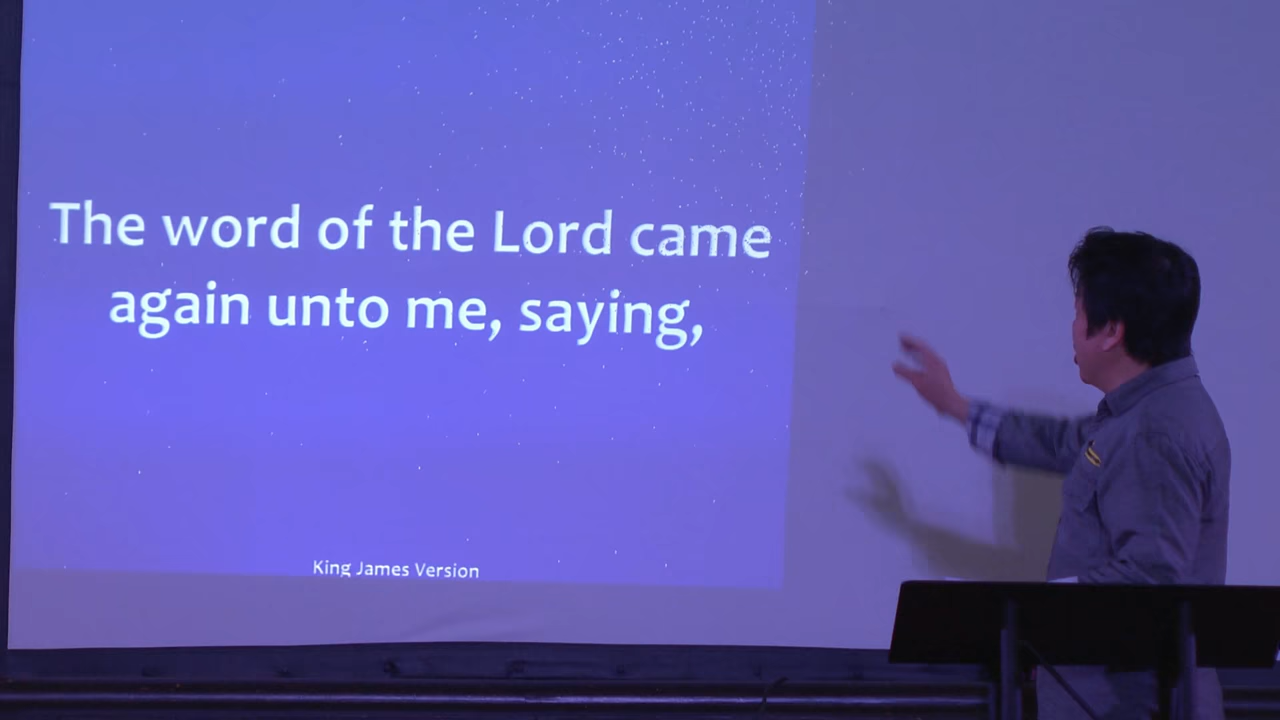 The word of the Lord came
again unto me, saying,
King James Version